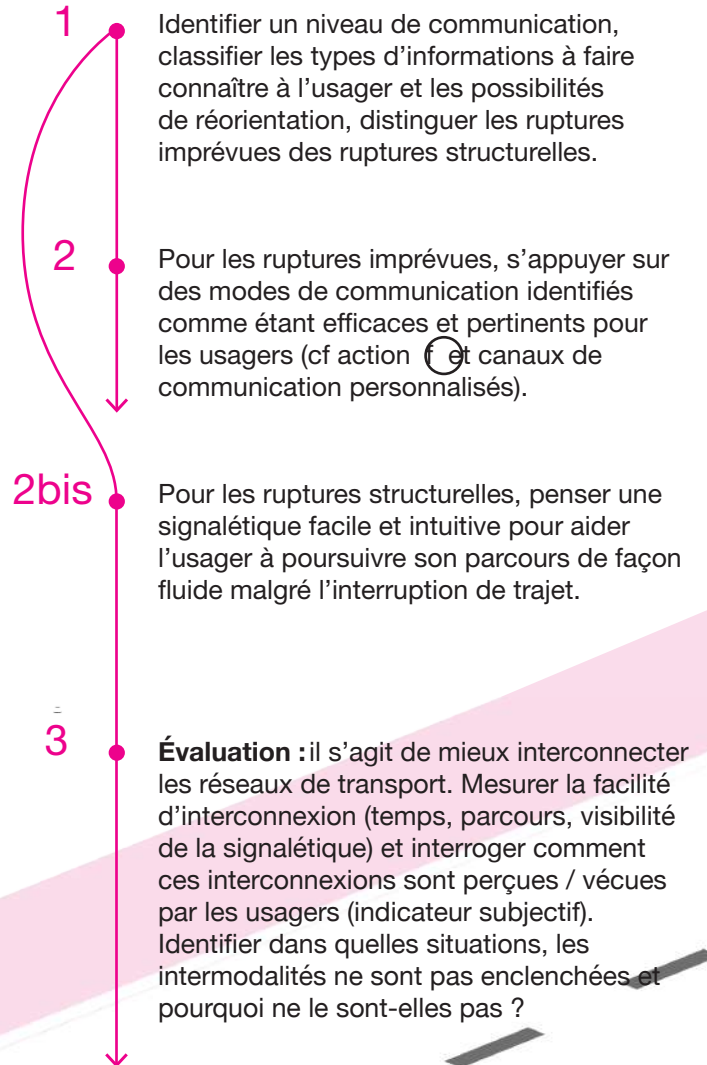 1
Identifier un niveau de communication,
classifier les types d’informations à faire
connaître à l’usager et les possibilités
de réorientation, distinguer les ruptures
imprévues des ruptures structurelles.
2
Pour les ruptures imprévues, s’appuyer sur
des modes de communication identifiés
comme étant efficaces et pertinents pour
les usagers (cf action f et canaux de
communication personnalisés).
2bis
Pour les ruptures structurelles, penser une
signalétique facile et intuitive pour aider
l’usager à poursuivre son parcours de façon
fluide malgré l’interruption de trajet.
3
Évaluation : il s’agit de mieux interconnecter
les réseaux de transport. Mesurer la facilité
d’interconnexion (temps, parcours, visibilité
de la signalétique) et interroger comment
ces interconnexions sont perçues / vécues
par les usagers (indicateur subjectif).
Identifier dans quelles situations, les
intermodalités ne sont pas enclenchées et
pourquoi ne le sont-elles pas ?